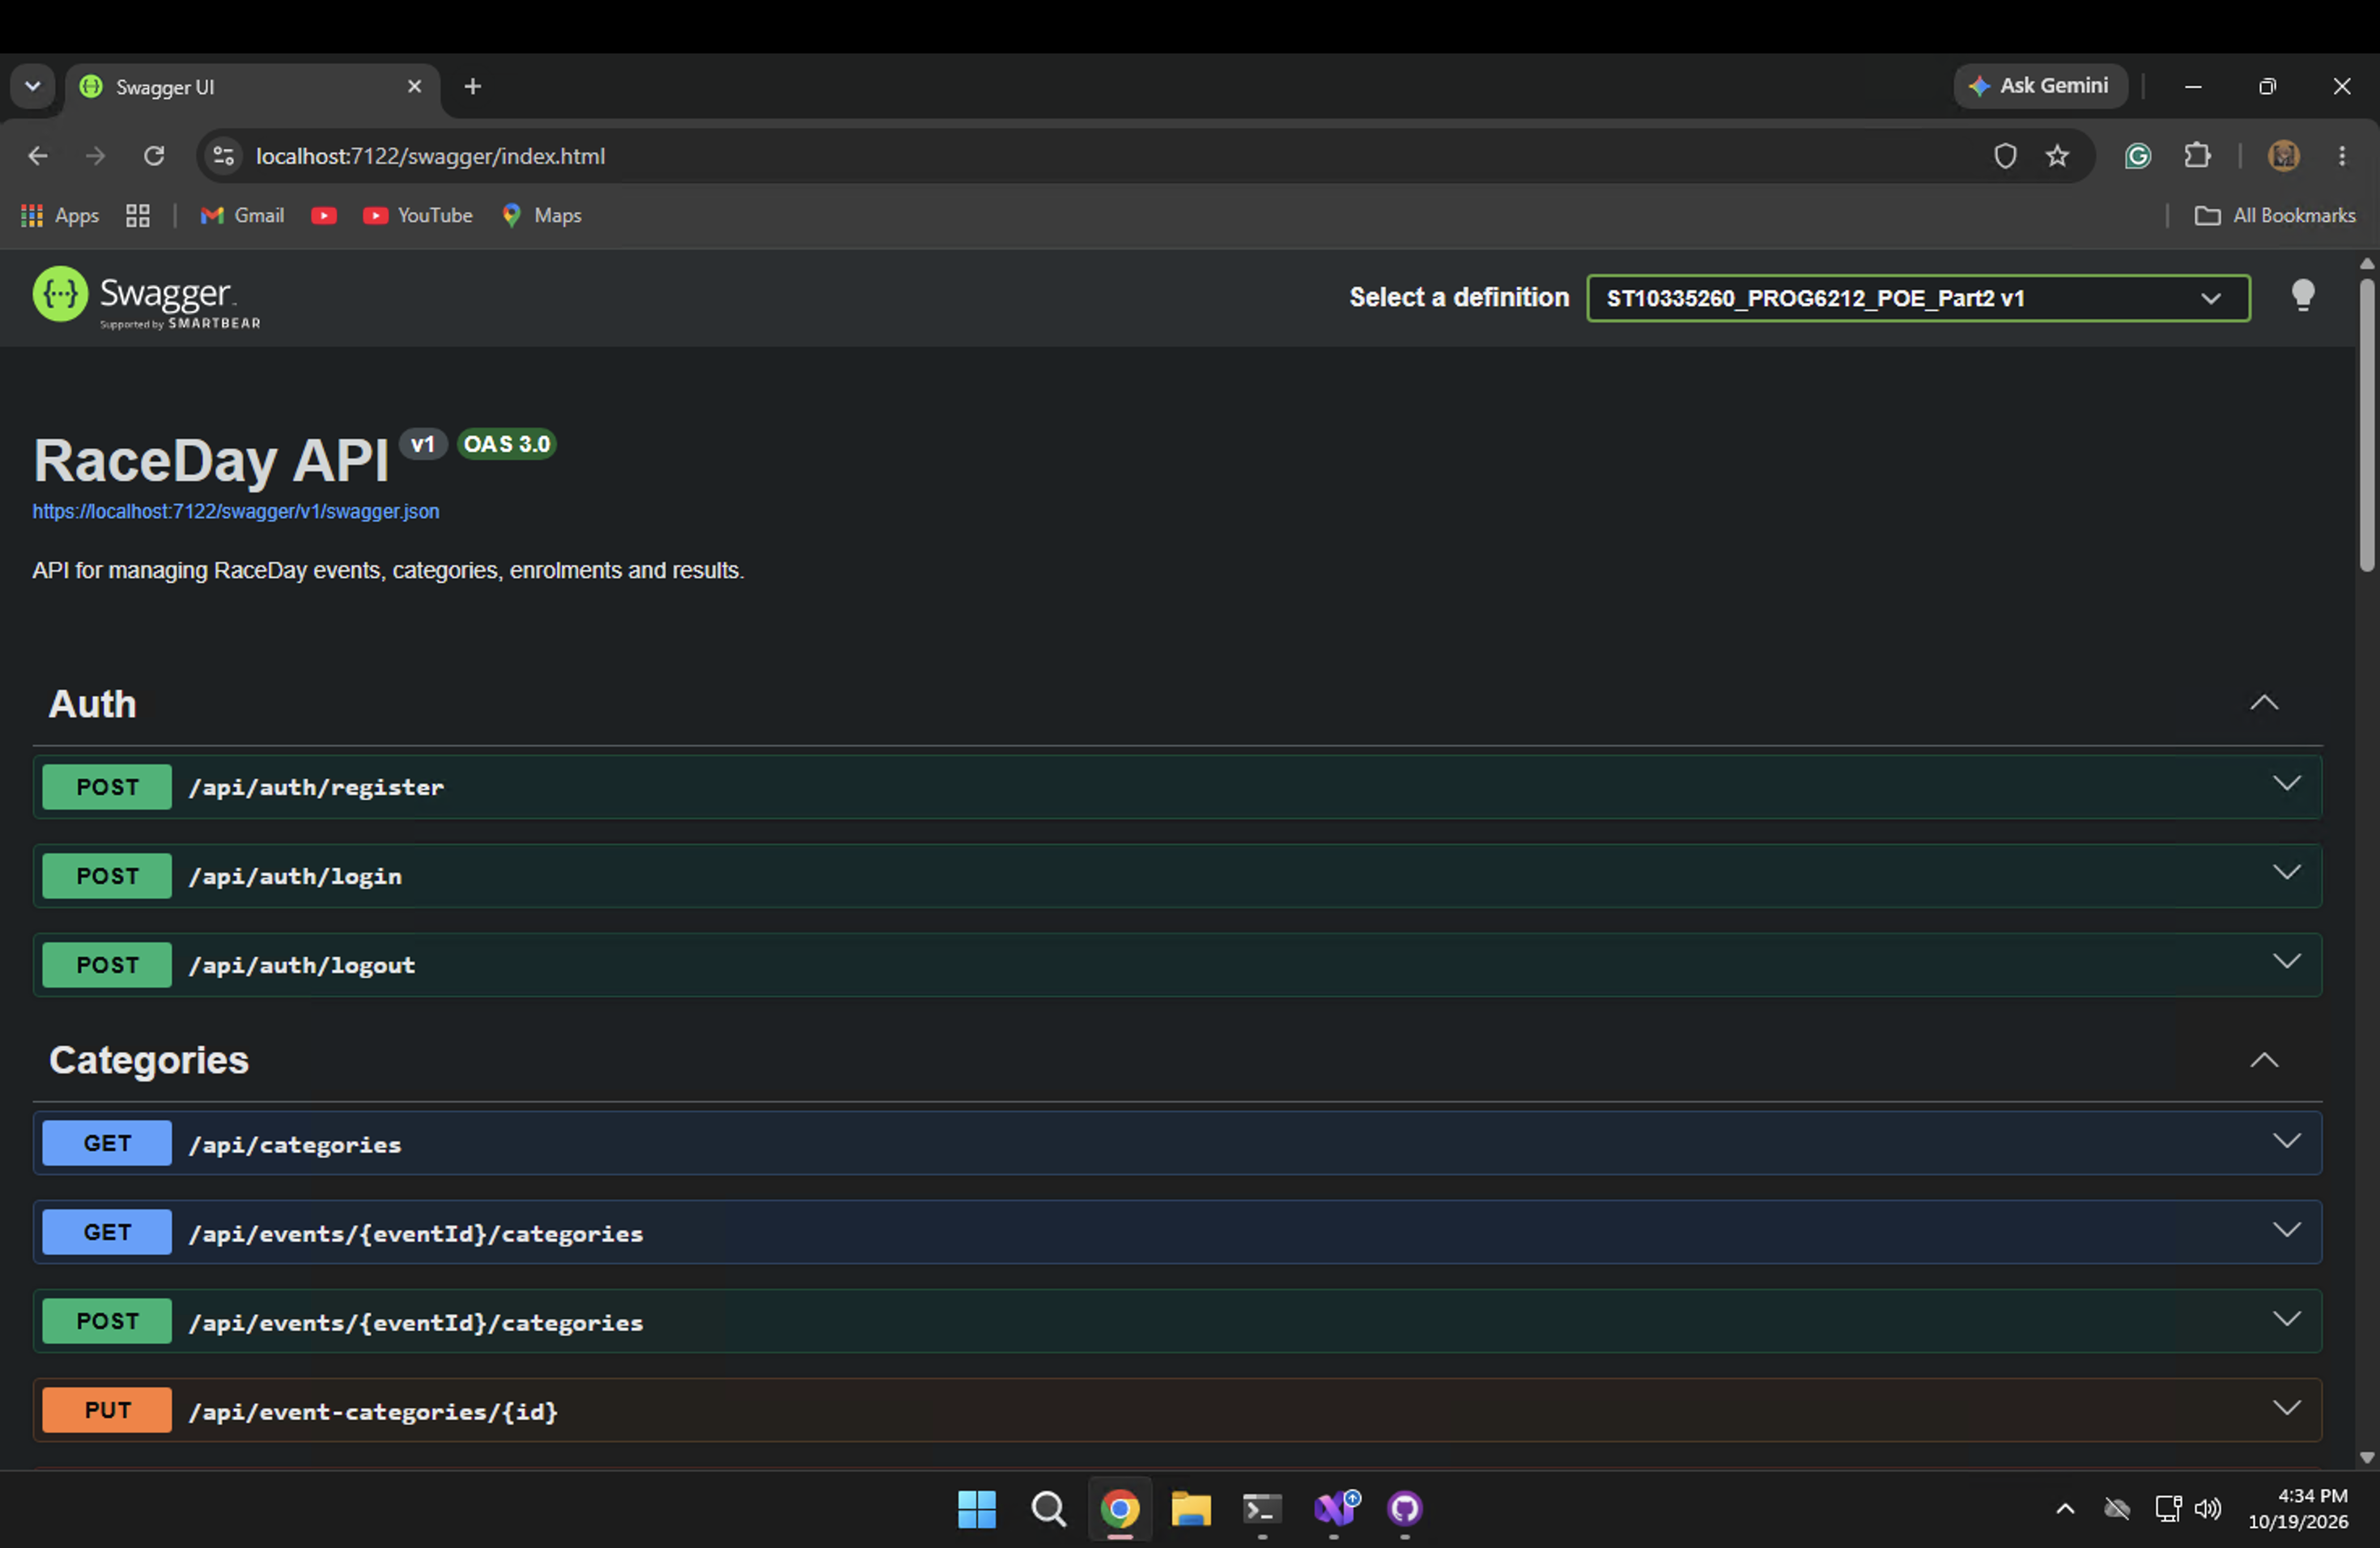 Swagger UI
Ask Gemini
localhost:7122/swagger/index.html
Apps
Gmail
YouTube
Maps
All Bookmarks
Swagger
Supported by SMARTBEAR
Select a definition
ST10335260_PROG6212_POE_Part2 v1
RaceDay API v1 OAS 3.0
https://localhost:7122/swagger/v1/swagger.json
API for managing RaceDay events, categories, enrolments and results.
Auth
POST /api/auth/register
POST /api/auth/login
POST /api/auth/logout
Categories
GET /api/categories
GET /api/events/{eventId}/categories
POST /api/events/{eventId}/categories
PUT /api/event-categories/{id}
4:34 PM
10/19/2026